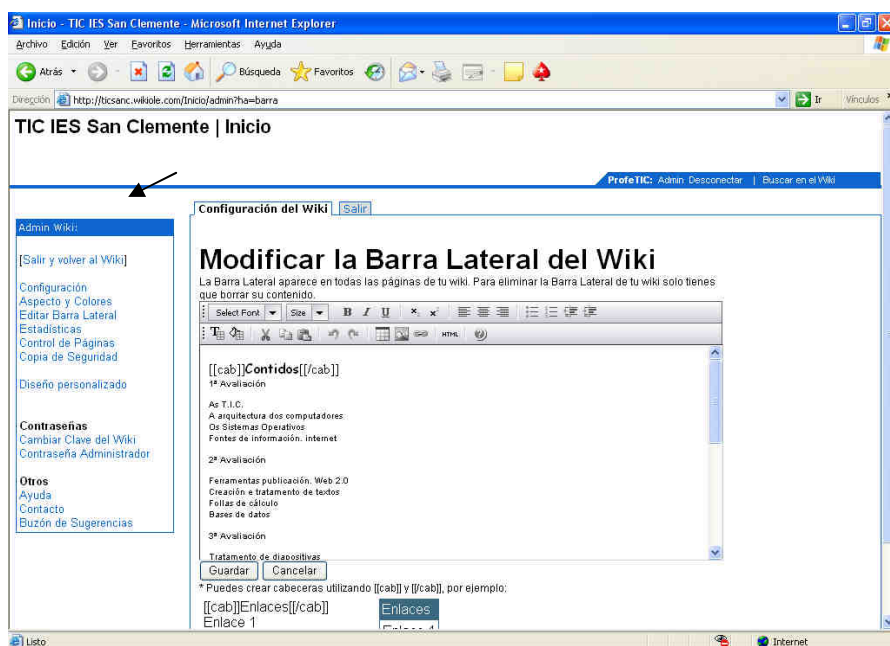 Inicio - TIC IES San Clemente - Microsoft Internet Explorer
Archivo Edición Ver Favoritos Herramientas Ayuda
Atrás Búsqueda Favoritos
Dirección http://ticsanc.wikiole.com/Inicio/admin?ha=barra Ir Vínculos
TIC IES San Clemente | Inicio
ProfeTIC: Admin Desconectar | Buscar en el Wiki
Configuración del Wiki Salir
Admin Wiki:
[Salir y volver al Wiki]
Configuración
Aspecto y Colores
Editar Barra Lateral
Estadísticas
Control de Páginas
Copia de Seguridad
Diseño personalizado
Contraseñas
Cambiar Clave del Wiki
Contraseña Administrador
Otros
Ayuda
Contacto
Buzón de Sugerencias
Modificar la Barra Lateral del Wiki
La Barra Lateral aparece en todas las páginas de tu wiki. Para eliminar la Barra Lateral de tu wiki solo tienes
que borrar su contenido.
Select Font Size B I U x, x'
HTML
[[cab]]Contidos[[/cab]]
1ª Avaliación
As T.I.C.
A arquitectura dos computadores
Os Sistemas Operativos
Fontes de información. internet
2ª Avaliación
Ferramentas publicación. Web 2.0
Creación e tratamento de textos
Follas de cálculo
Bases de datos
3ª Avaliación
Tratamento de diapositivas
Guardar Cancelar
* Puedes crear cabeceras utilizando [[cab]] y [[/cab]], por ejemplo:
[[cab]]Enlaces[[/cab]] Enlaces
Enlace 1
Listo Internet